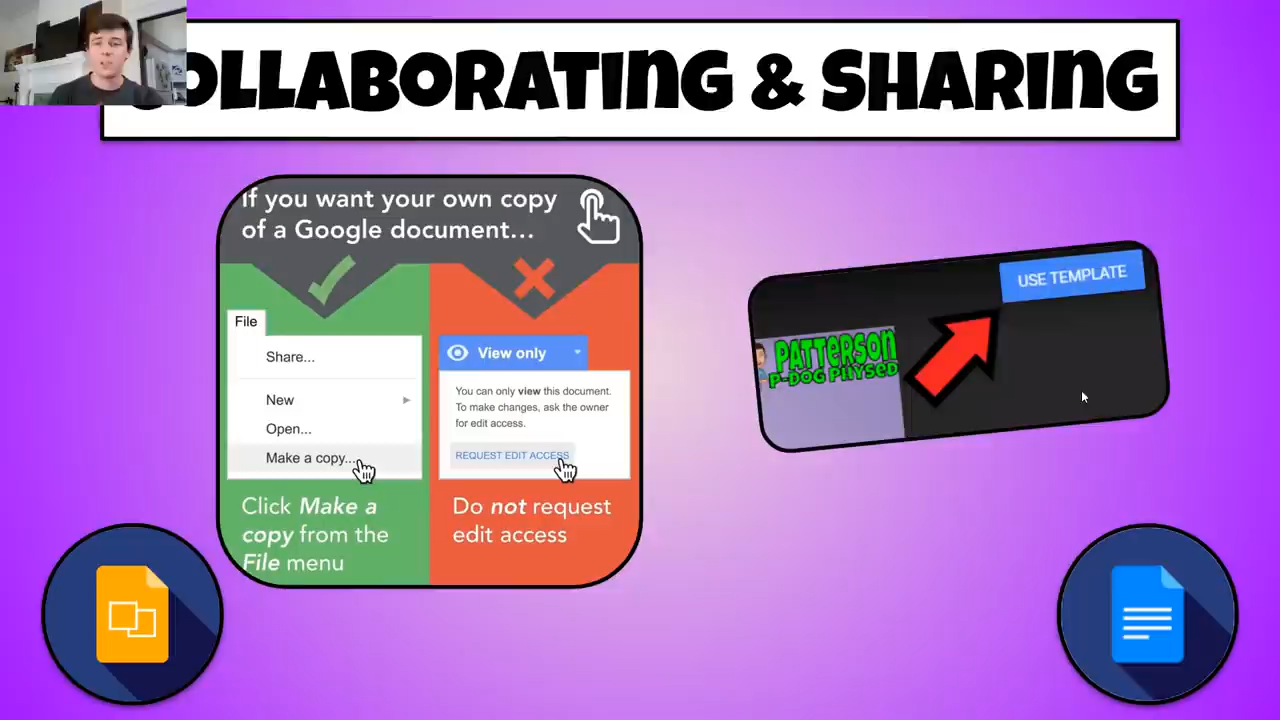 COLLABORATING & SHARING
If you want your own copy
of a Google document...
File
Share...
New
Open...
Make a copy...
Click Make a
copy from the
File menu
View only
You can only view this document.
To make changes, ask the owner
for edit access.
REQUEST EDIT ACCESS
Do not request
edit access
USE TEMPLATE
PATTERSON
P-DOG PHYSED